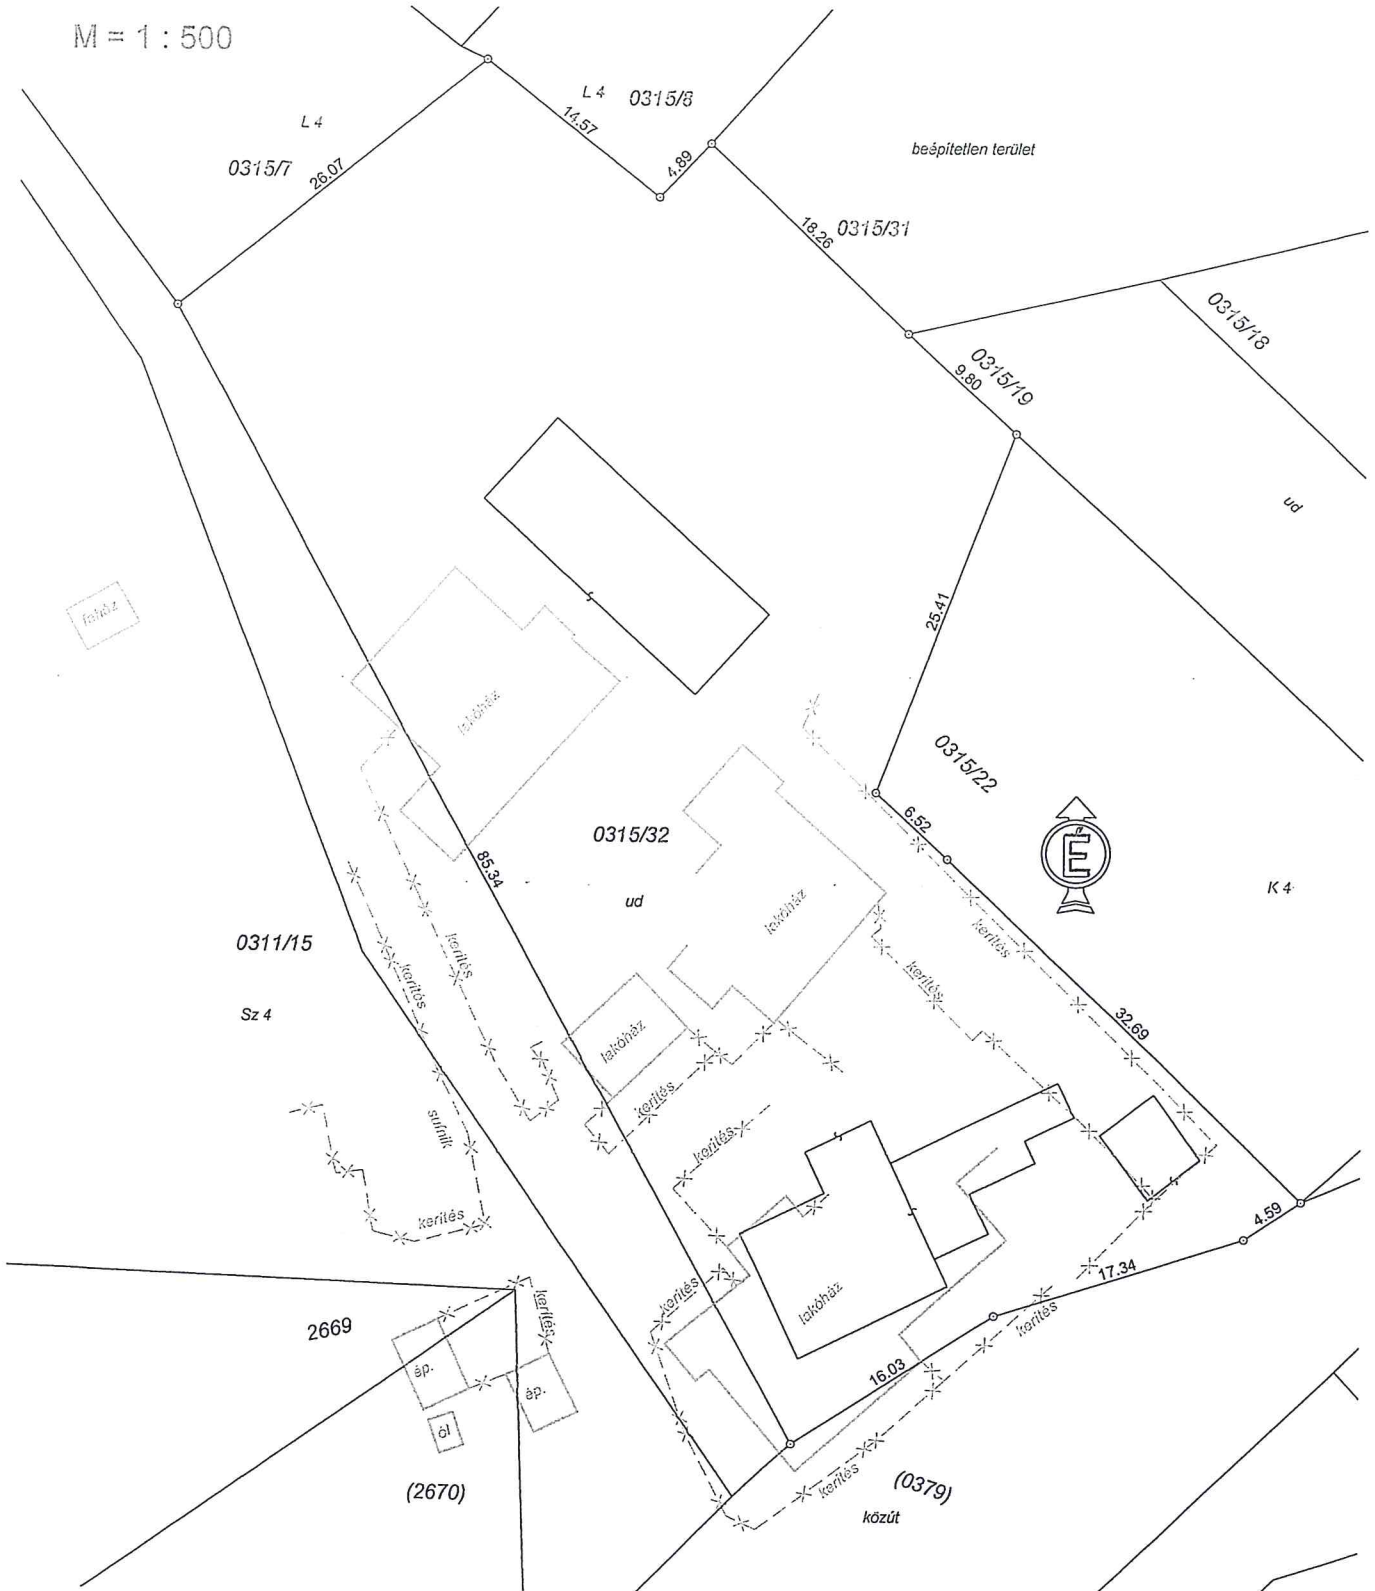 M = 1 : 500
L 4
0315/8
14.57
L 4
0315/7
26.07
4.89
beépítetlen terület
18.26
0315/31
0315/18
0315/19
9.80
ud
25.41
faház
lakóház
0315/22
6.52
0315/32
85.34
É
K 4
ud
lakóház
0311/15
kerítés
kerítés
kerítés
kerítés
Sz 4
lakóház
32.69
kerítés
sufnik
kerítés
kerítés
4.59
17.34
kerítés
lakóház
kerítés
kerítés
2669
16.03
ép.
ép.
ól
(2670)
kerítés
(0379)
közút